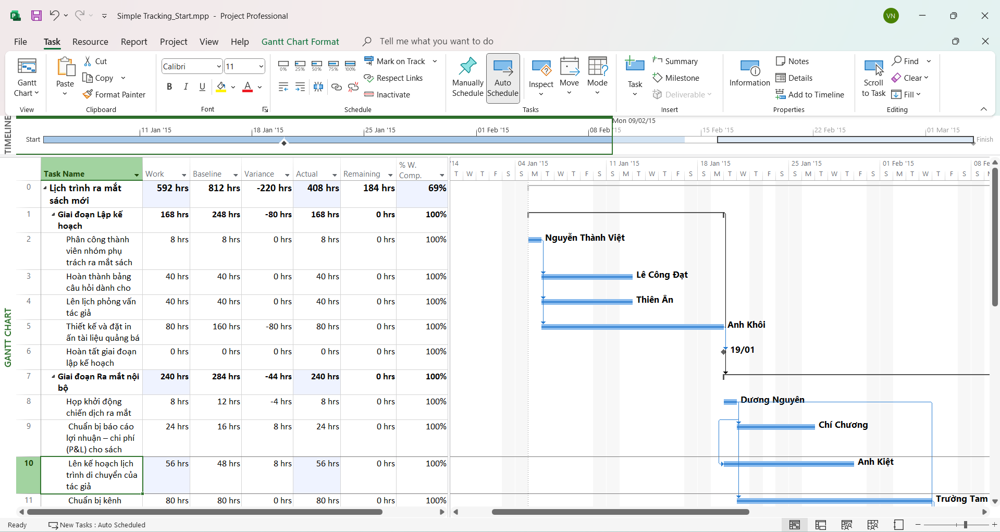 Simple Tracking_Start.mpp - Project Professional
VN
File Task Resource Report Project View Help Gantt Chart Format Tell me what you want to do
Gantt Chart
View
Paste
Cut
Copy
Format Painter
Clipboard
Calibri 11
B I U A
Font
0% 25% 50% 75% 100%
Mark on Track
Respect Links
Inactivate
Schedule
Manually Schedule
Auto Schedule
Inspect
Move
Mode
Tasks
Task
Summary
Milestone
Deliverable
Insert
Information
Notes
Details
Add to Timeline
Properties
Scroll to Task
Find
Clear
Fill
Editing
TIMELINE
Mon 09/02/15
11 Jan '15 18 Jan '15 25 Jan '15 01 Feb '15 08 Feb '15 15 Feb '15 22 Feb '15 01 Mar '15
Start Finish
GANTT CHART
Task Name Work Baseline Variance Actual Remaining % W. Comp.
0 Lịch trình ra mắt sách mới 592 hrs 812 hrs -220 hrs 408 hrs 184 hrs 69%
1 Giai đoạn Lập kế hoạch 168 hrs 248 hrs -80 hrs 168 hrs 0 hrs 100%
2 Phân công thành viên nhóm phụ trách ra mắt sách 8 hrs 8 hrs 0 hrs 8 hrs 0 hrs 100%
3 Hoàn thành bảng câu hỏi dành cho 40 hrs 40 hrs 0 hrs 40 hrs 0 hrs 100%
4 Lên lịch phỏng vấn tác giả 40 hrs 40 hrs 0 hrs 40 hrs 0 hrs 100%
5 Thiết kế và đặt in ấn tài liệu quảng bá 80 hrs 160 hrs -80 hrs 80 hrs 0 hrs 100%
6 Hoàn tất giai đoạn lập kế hoạch 0 hrs 0 hrs 0 hrs 0 hrs 0 hrs 100%
7 Giai đoạn Ra mắt nội bộ 240 hrs 284 hrs -44 hrs 240 hrs 0 hrs 100%
8 Họp khởi động chiến dịch ra mắt 8 hrs 12 hrs -4 hrs 8 hrs 0 hrs 100%
9 Chuẩn bị báo cáo lợi nhuận – chi phí (P&L) cho sách 24 hrs 16 hrs 8 hrs 24 hrs 0 hrs 100%
10 Lên kế hoạch lịch trình di chuyển của tác giả 56 hrs 48 hrs 8 hrs 56 hrs 0 hrs 100%
11 Chuẩn bị kênh 80 hrs 80 hrs 0 hrs 80 hrs 0 hrs 100%
'14 04 Jan '15 11 Jan '15 18 Jan '15 25 Jan '15 01 Feb '15 08 Fe
T W T F S S M T W T F S S M T W T F S S M T W T F S S M T W T F S S M T W T F S S
Nguyễn Thành Việt
Lê Công Đạt
Thiên Ân
Anh Khôi
19/01
Dương Nguyên
Chí Chương
Anh Kiệt
Trường Tam
Ready New Tasks : Auto Scheduled